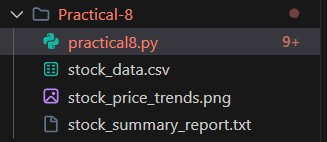 Practical-8
practical8.py 9+
stock_data.csv
stock_price_trends.png
stock_summary_report.txt